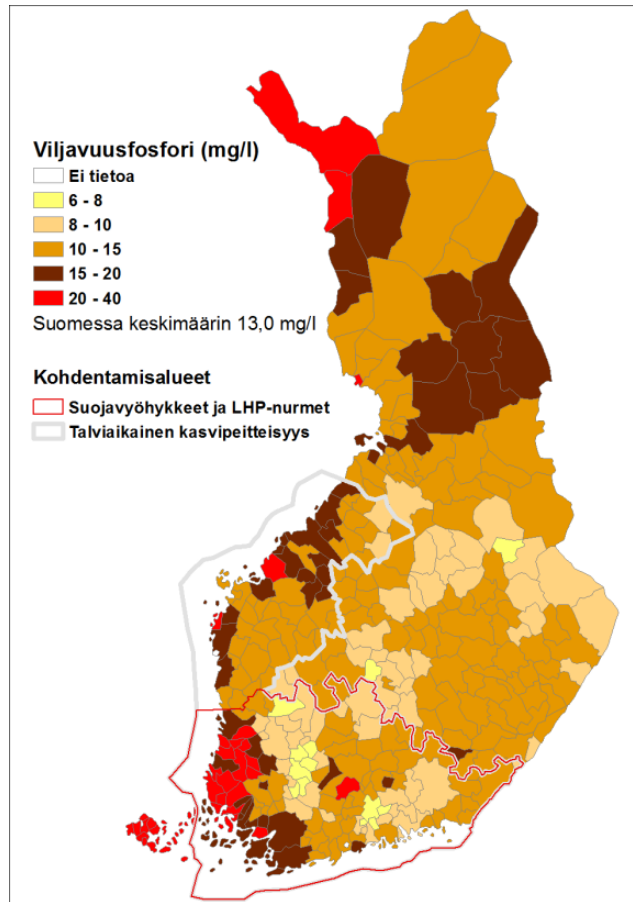 Viljavuusfosfori (mg/l)
Ei tietoa
6 - 8
8 - 10
10 - 15
15 - 20
20 - 40
Suomessa keskimäärin 13,0 mg/l
Kohdentamisalueet
Suojavyöhykkeet ja LHP-nurmet
Talviaikainen kasvipeitteisyys